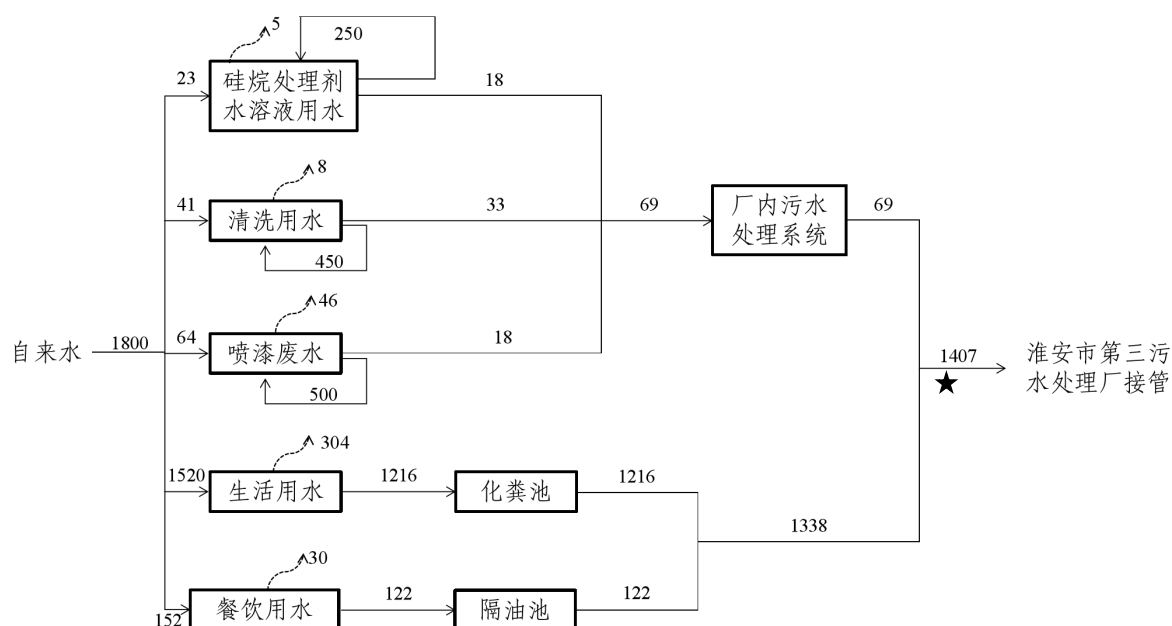 5
250
23
硅烷处理剂
水溶液用水
18
8
41
清洗用水
33
69
厂内污水
处理系统
69
450
46
自来水
1800
64
喷漆废水
18
500
1407
淮安市第三污
水处理厂接管
304
1520
生活用水
1216
化粪池
1216
1338
30
152
餐饮用水
122
隔油池
122